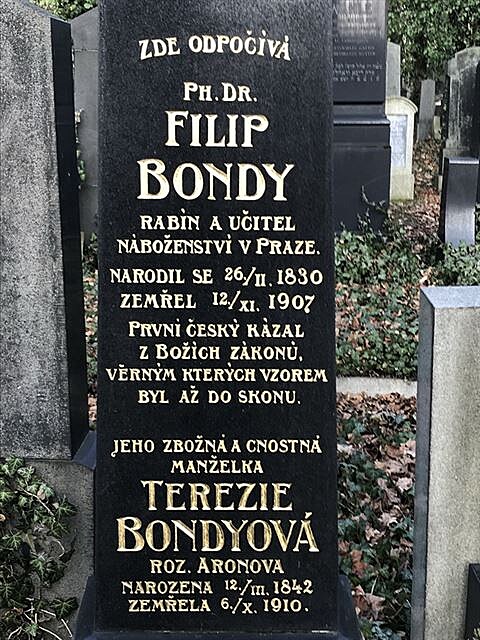 ZDE ODPOČÍVÁ
PH. DR.
FILIP
BONDY
RABÍN A UČITEL
NÁBOŽENSTVÍ V PRAZE.
NARODIL SE 26./II. 1830
ZEMŘEL 12./XI. 1907
PRVNÍ ČESKÝ KÁZAL
Z BOŽÍCH ZÁKONŮ,
VĚRNÝM KTERÝCH VZOREM
BYL AŽ DO SKONU.
JEHO ZBOŽNÁ A CNOSTNÁ
MANŽELKA
TEREZIE
BONDYOVÁ
ROZ. ARONOVA
NAROZENA 12./III. 1842
ZEMŘELA 6./X. 1910.